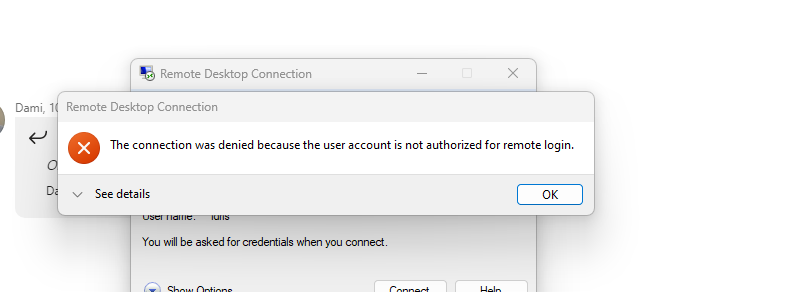 Remote Desktop Connection
Dami, 10
Remote Desktop Connection
The connection was denied because the user account is not authorized for remote login.
See details
OK
User name:
You will be asked for credentials when you connect.
Show Options
Connect
Help